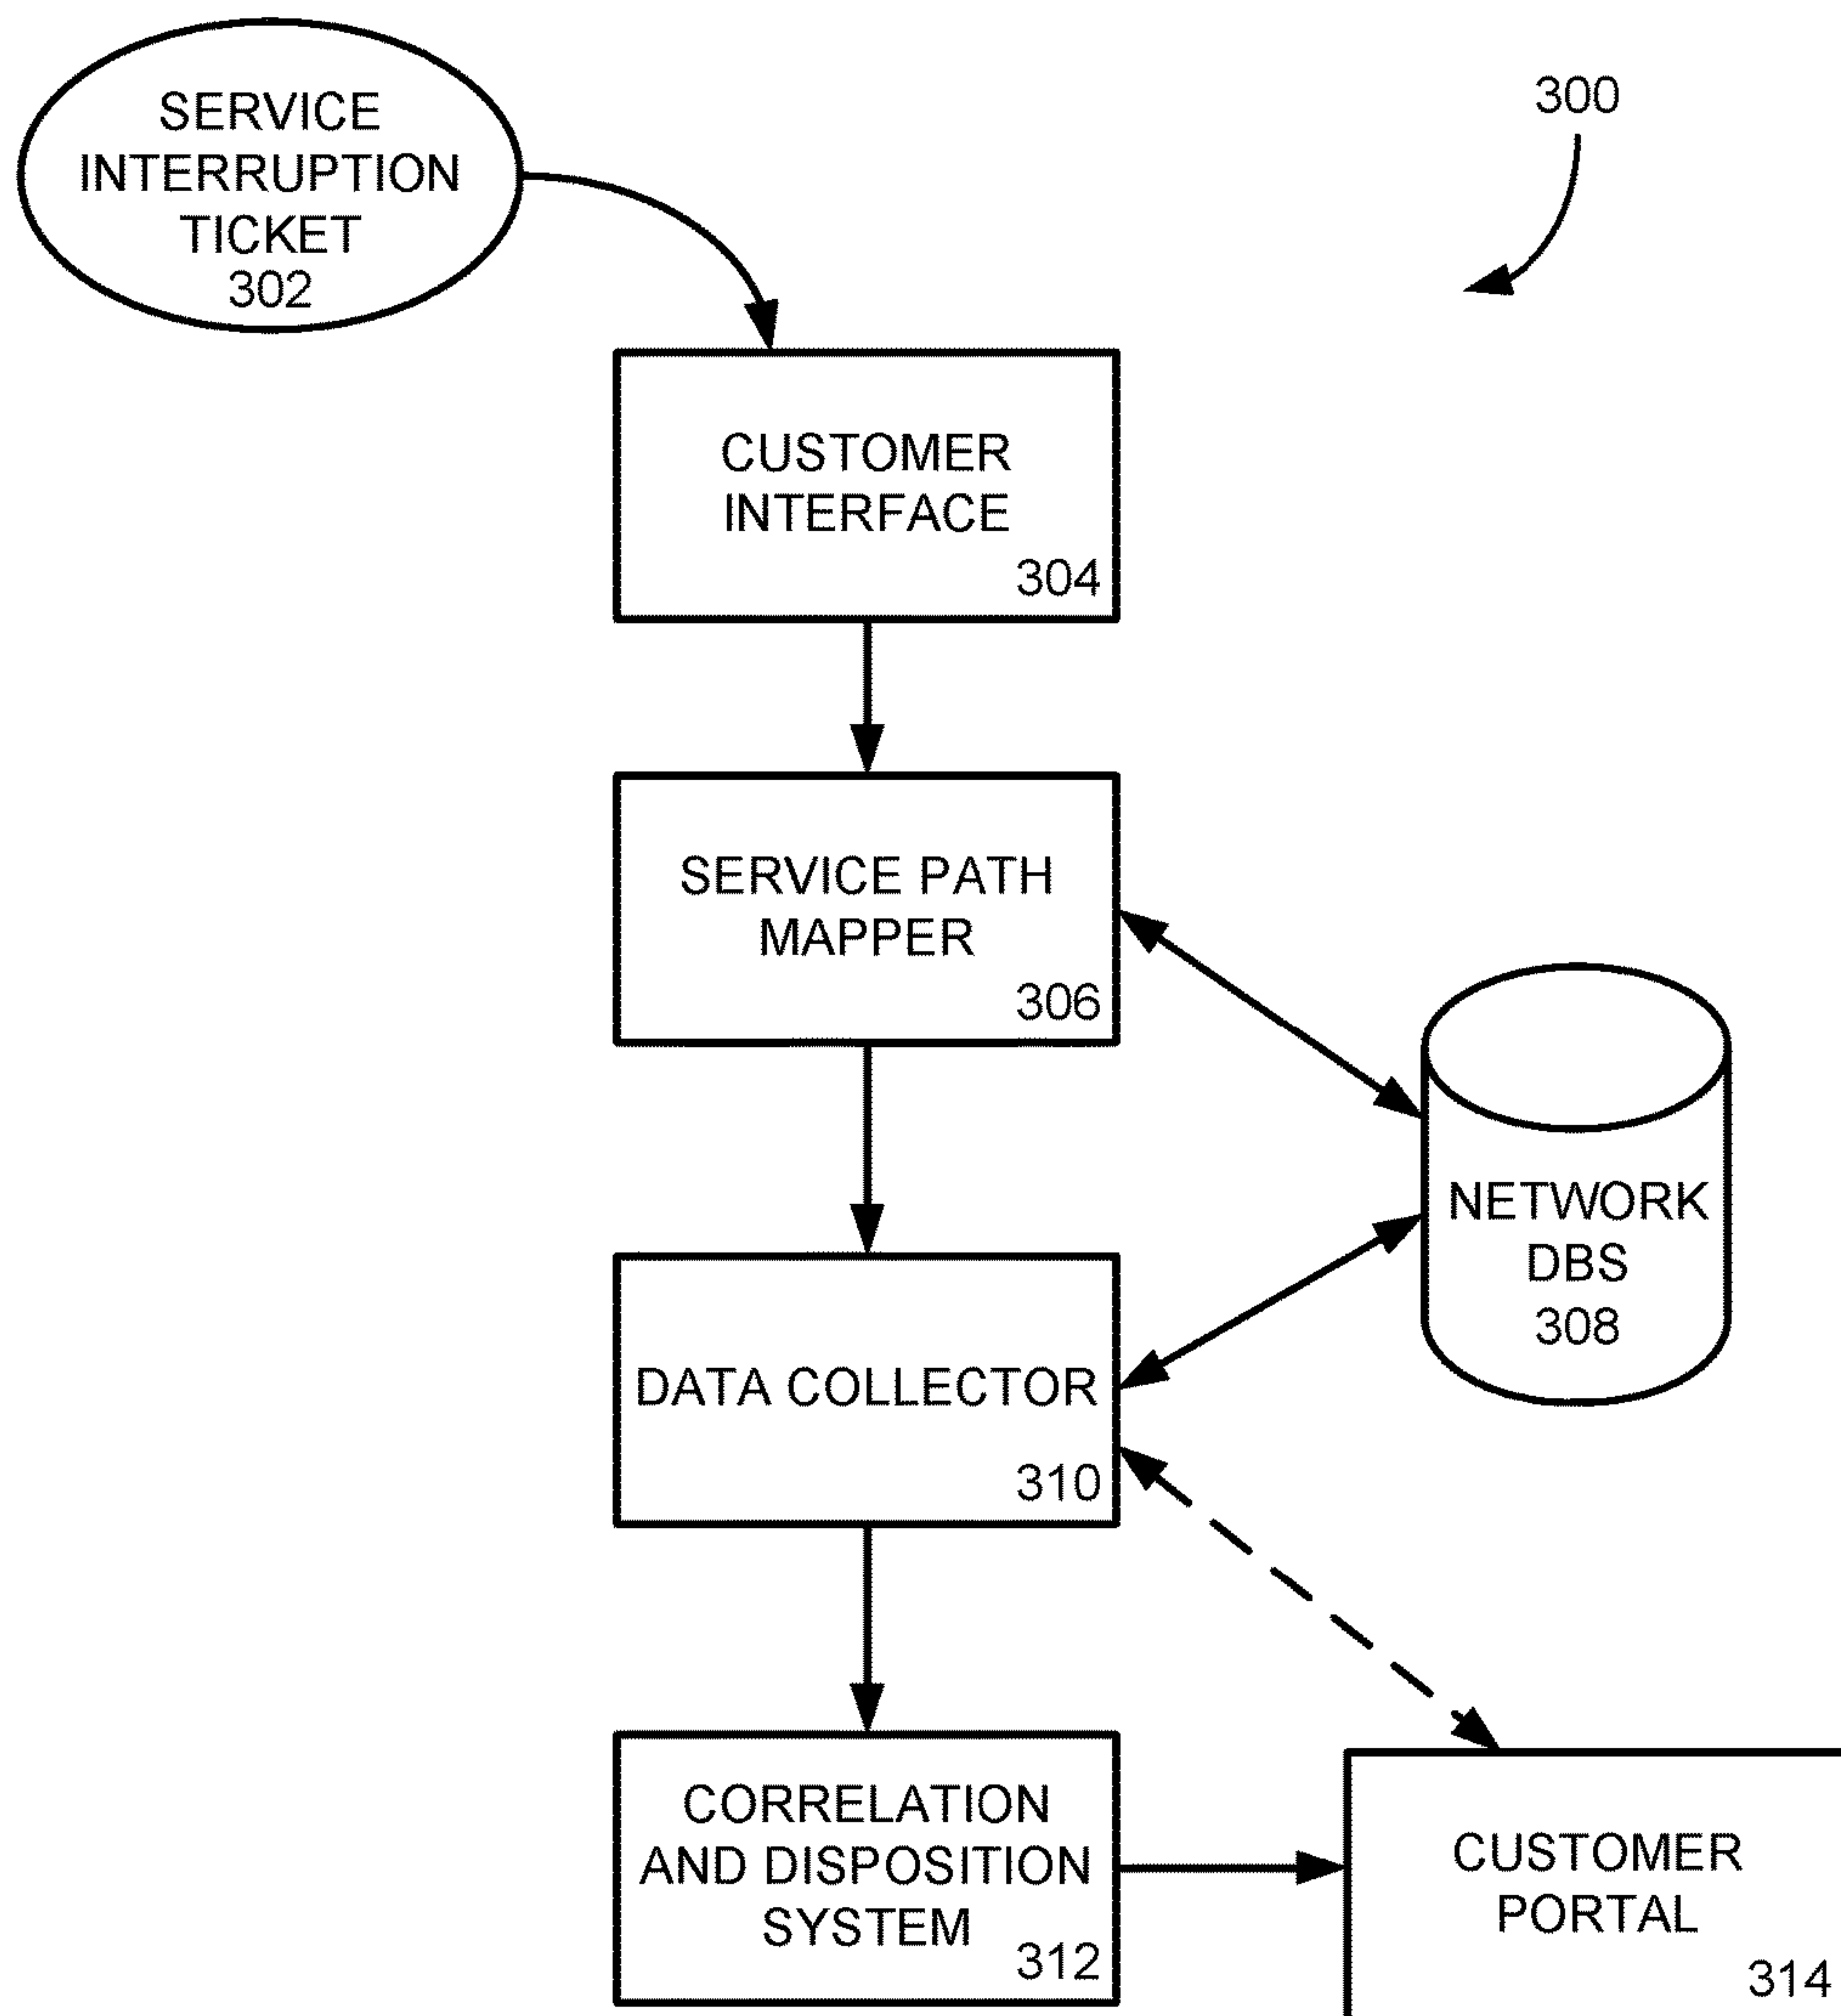 SERVICE
INTERRUPTION
TICKET
302
300
CUSTOMER
INTERFACE
304
SERVICE PATH
MAPPER
306
NETWORK
DBS
308
DATA COLLECTOR
310
CORRELATION
AND DISPOSITION
SYSTEM
312
CUSTOMER
PORTAL
314